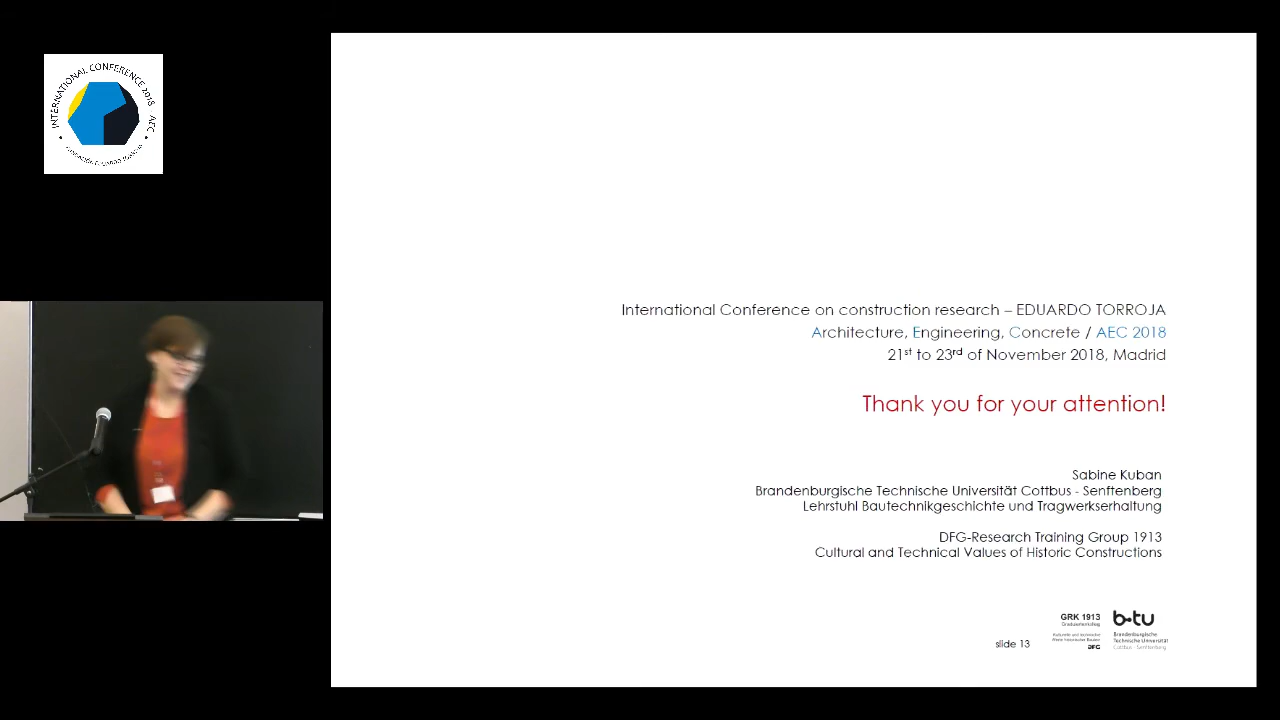 INTERNATIONAL CONFERENCE 2018 · AEC ·
International Conference on construction research – EDUARDO TORROJA
Architecture, Engineering, Concrete / AEC 2018
21st to 23rd of November 2018, Madrid
Thank you for your attention!
Sabine Kuban
Brandenburgische Technische Universität Cottbus - Senftenberg
Lehrstuhl Bautechnikgeschichte und Tragwerkserhaltung
DFG-Research Training Group 1913
Cultural and Technical Values of Historic Constructions
slide 13
GRK 1913
Graduiertenkolleg
DFG
b-tu
Brandenburgische
Technische Universität
Cottbus - Senftenberg